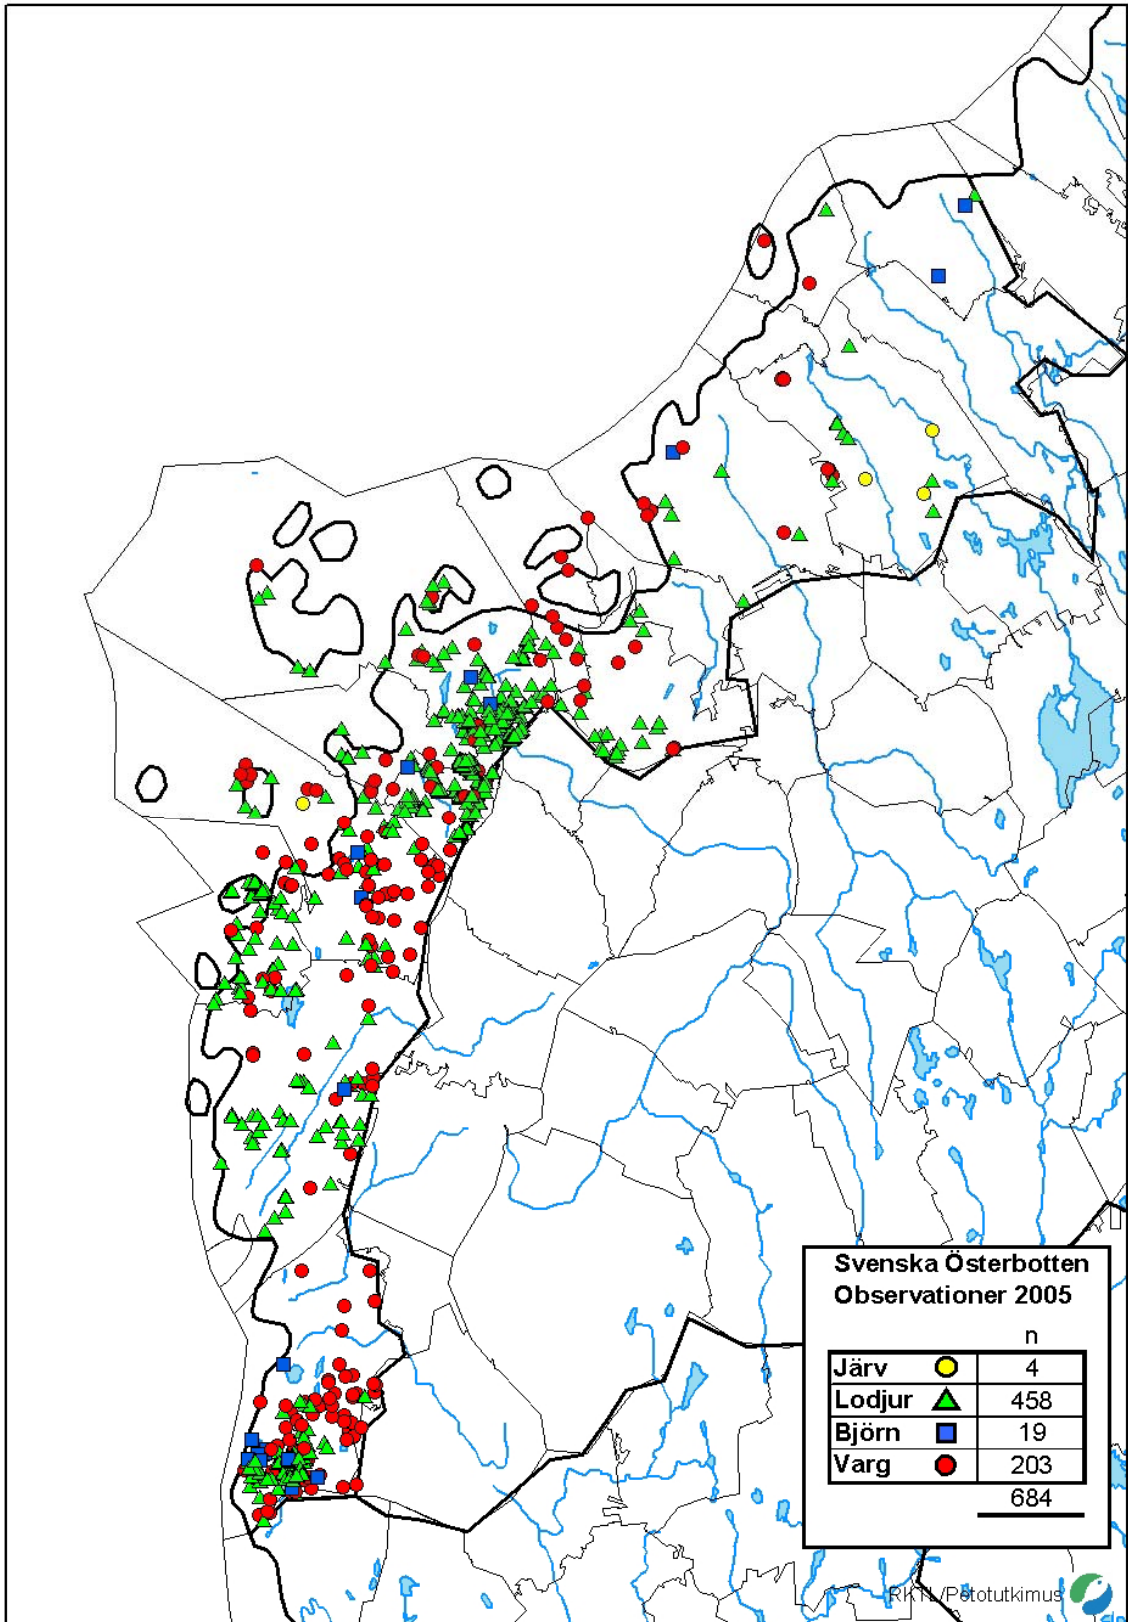 Svenska Österbotten
Observationer 2005
n
Järv 4
Lodjur 458
Björn 19
Varg 203
684
RKTL/Petotutkimus